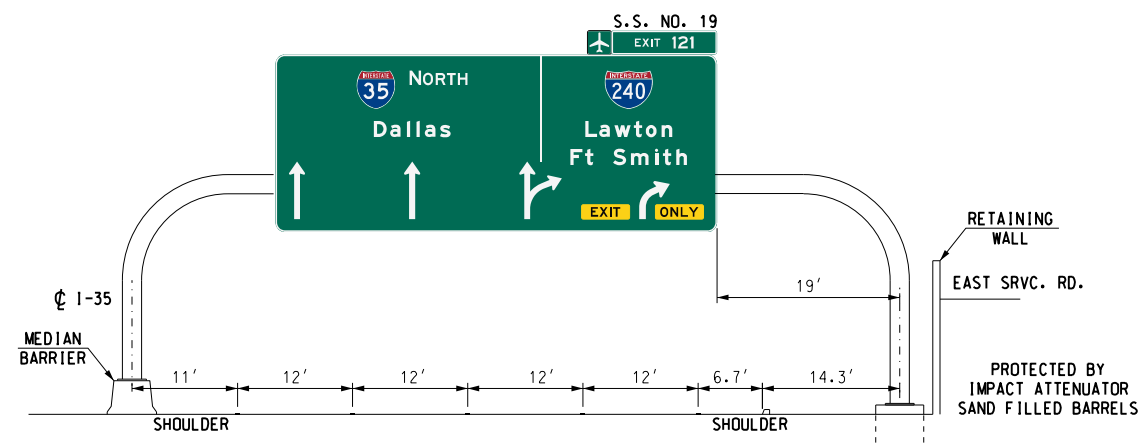 S.S. NO. 19
EXIT 121
INTERSTATE
35
NORTH
INTERSTATE
240
Dallas
Lawton
Ft Smith
EXIT
ONLY
RETAINING
WALL
EAST SRVC. RD.
19'
℄ I-35
MEDIAN
BARRIER
11'
12'
12'
12'
12'
6.7'
14.3'
PROTECTED BY
IMPACT ATTENUATOR
SAND FILLED BARRELS
SHOULDER
SHOULDER